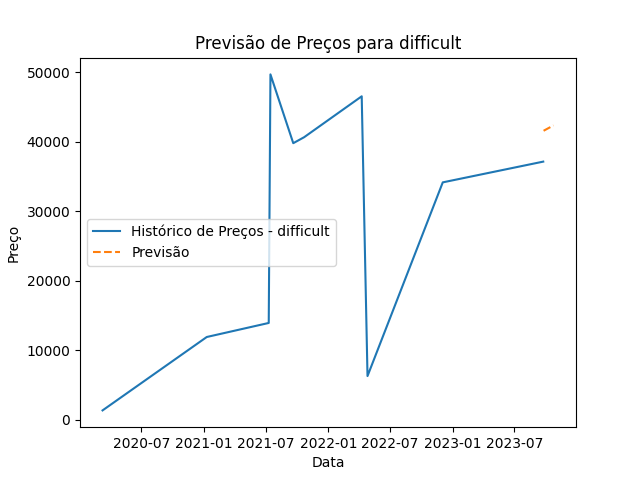 Previsão de Preços para difficult
Preço
50000
40000
30000
20000
10000
0
Histórico de Preços - difficult
Previsão
2020-07 2021-01 2021-07 2022-01 2022-07 2023-01 2023-07
Data